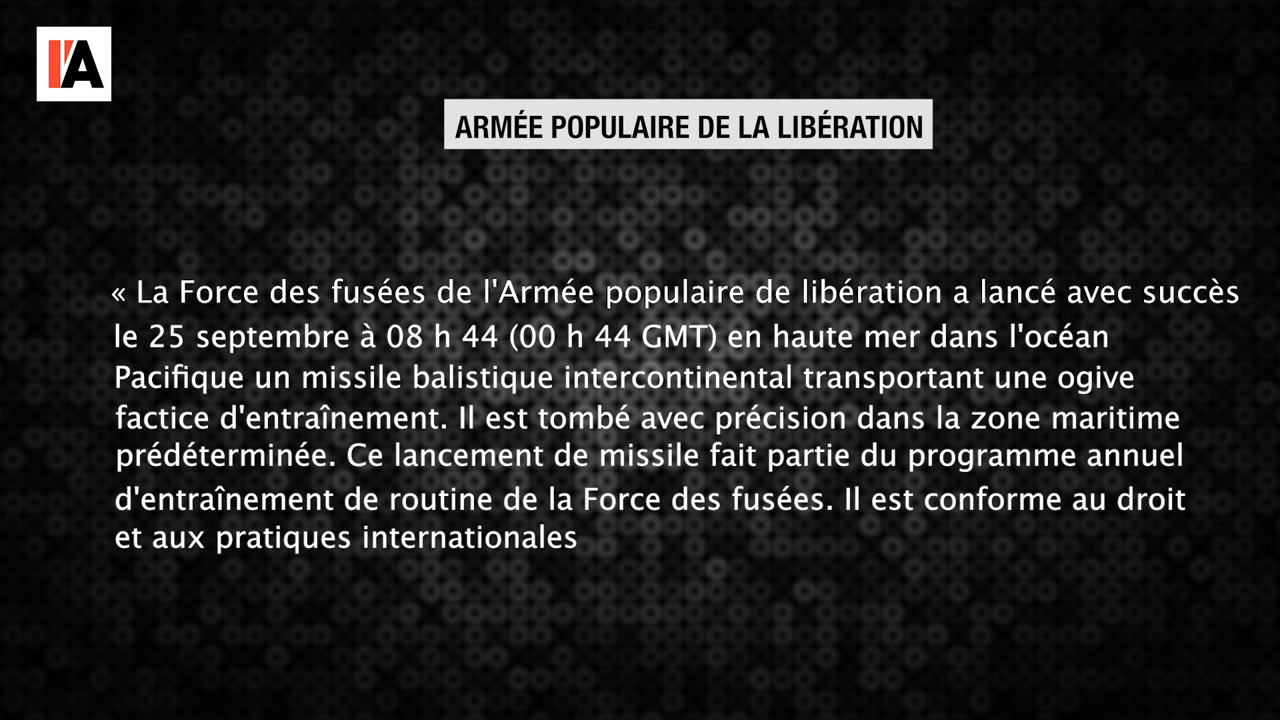 l'A
ARMÉE POPULAIRE DE LA LIBÉRATION
« La Force des fusées de l'Armée populaire de libération a lancé avec succès
le 25 septembre à 08 h 44 (00 h 44 GMT) en haute mer dans l'océan
Pacifique un missile balistique intercontinental transportant une ogive
factice d'entraînement. Il est tombé avec précision dans la zone maritime
prédéterminée. Ce lancement de missile fait partie du programme annuel
d'entraînement de routine de la Force des fusées. Il est conforme au droit
et aux pratiques internationales